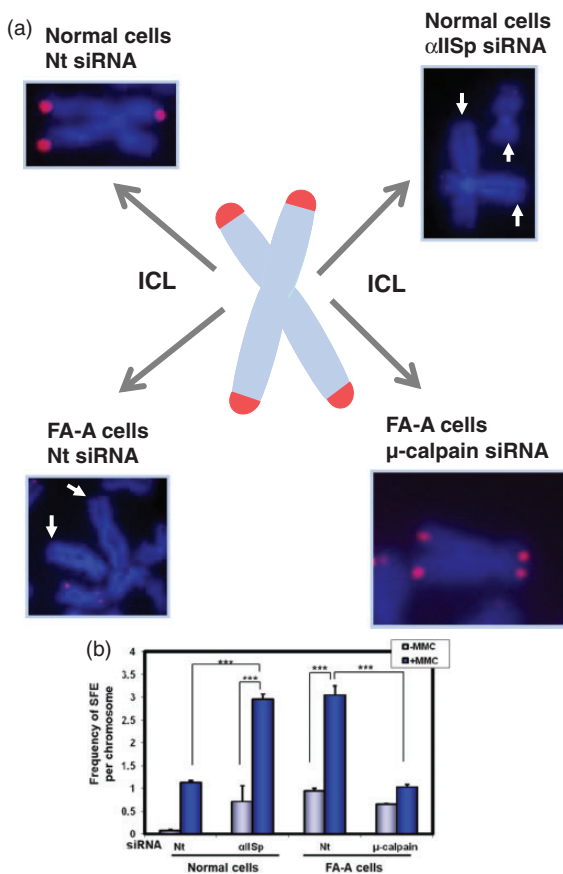 (a)
Normal cells
Nt siRNA
Normal cells
αIISp siRNA
ICL
ICL
FA-A cells
Nt siRNA
FA-A cells
μ-calpain siRNA
(b)
Frequency of SFE
per chromosome
4
3.5
3
2.5
2
1.5
1
0.5
0
-MMC
+MMC
***
***
***
***
siRNA
Nt
αIISp
Nt
μ-calpain
Normal cells
FA-A cells